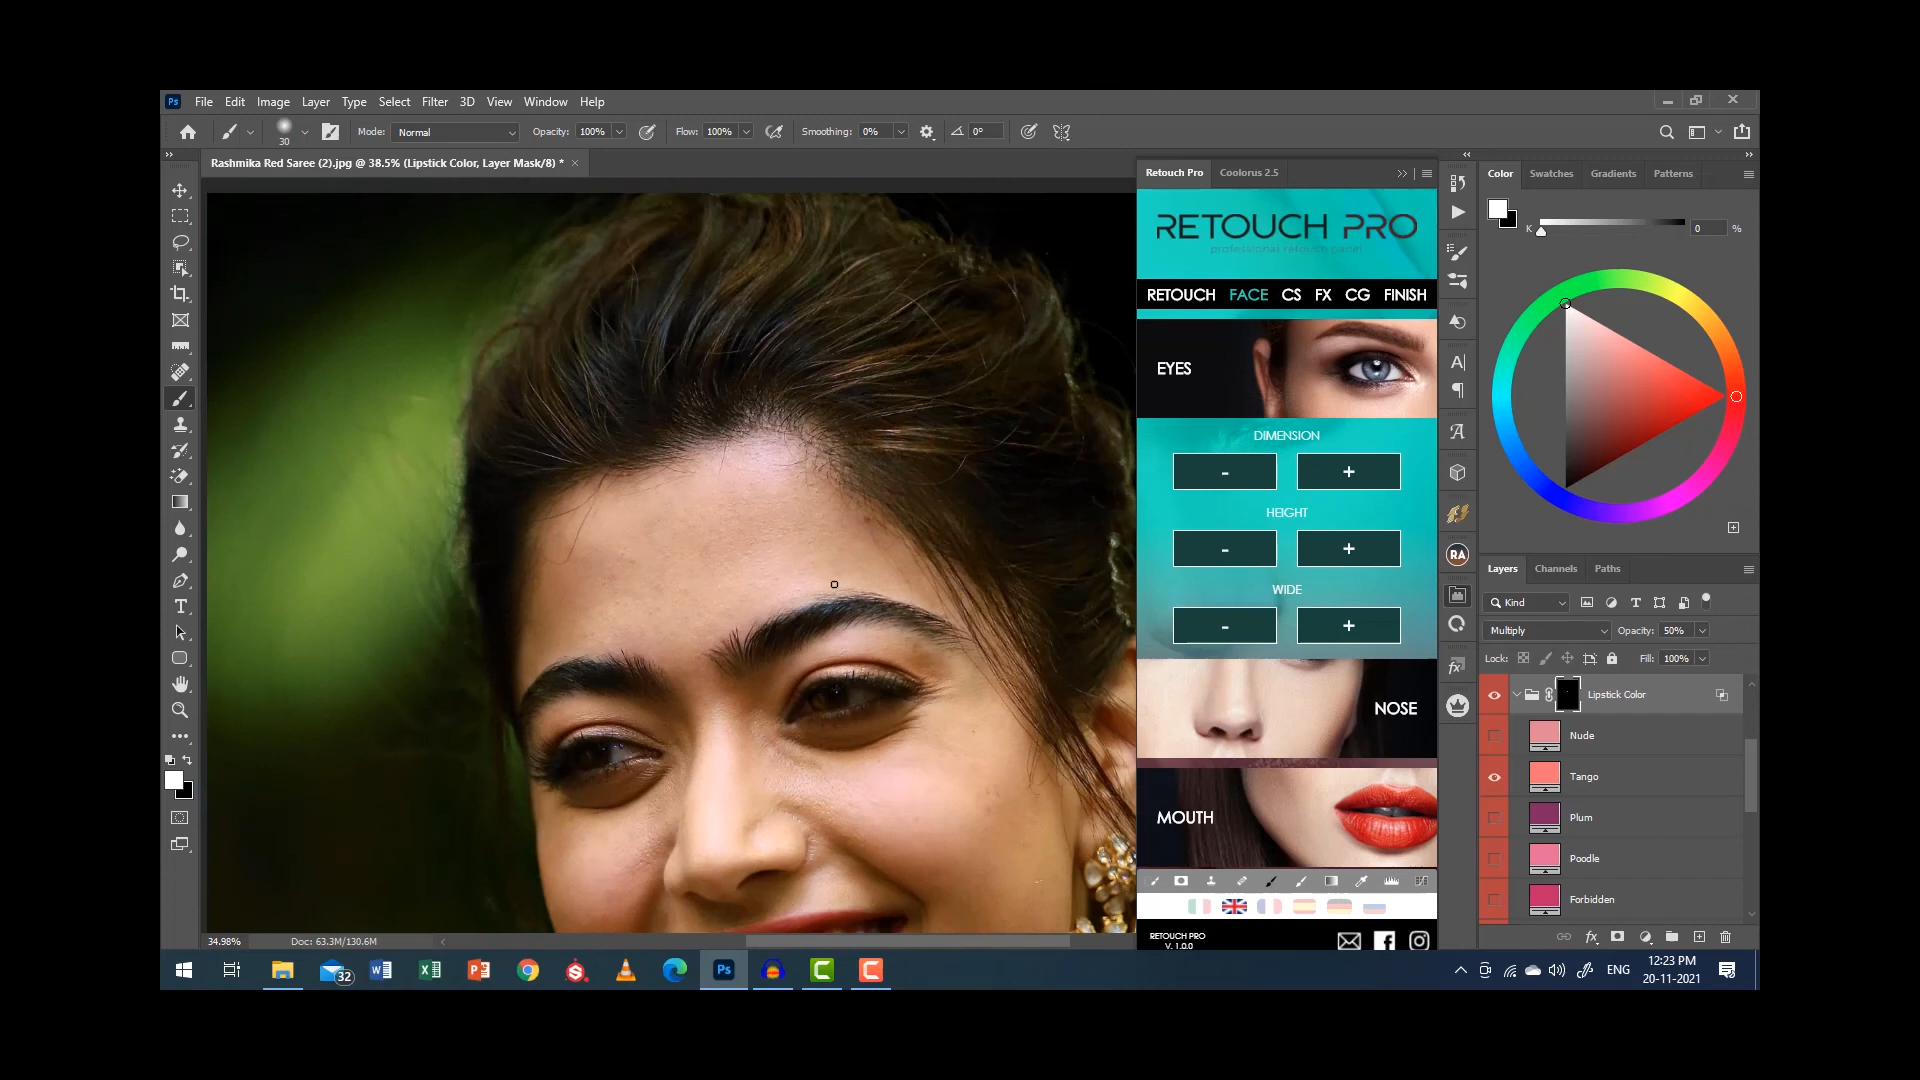 Ps File Edit Image Layer Type Select Filter 3D View Window Help
30 Mode: Normal Opacity: 100% Flow: 100% Smoothing: 0% 0°
Rashmika Red Saree (2).jpg @ 38.5% (Lipstick Color, Layer Mask/8) *
Retouch Pro Coolorus 2.5
RETOUCH PRO
professional retouch panel
RETOUCH FACE CS FX CG FINISH
EYES
DIMENSION
- +
HEIGHT
- +
WIDE
- +
NOSE
MOUTH
RETOUCH PRO
V. 1.0.0
RA
Color Swatches Gradients Patterns
K 0 %
Layers Channels Paths
Kind
Multiply Opacity: 50%
Lock: Fill: 100%
Lipstick Color
Nude
Tango
Plum
Poodle
Forbidden
34.98% Doc: 63.3M/130.6M
32
Ps
ENG
12:23 PM
20-11-2021